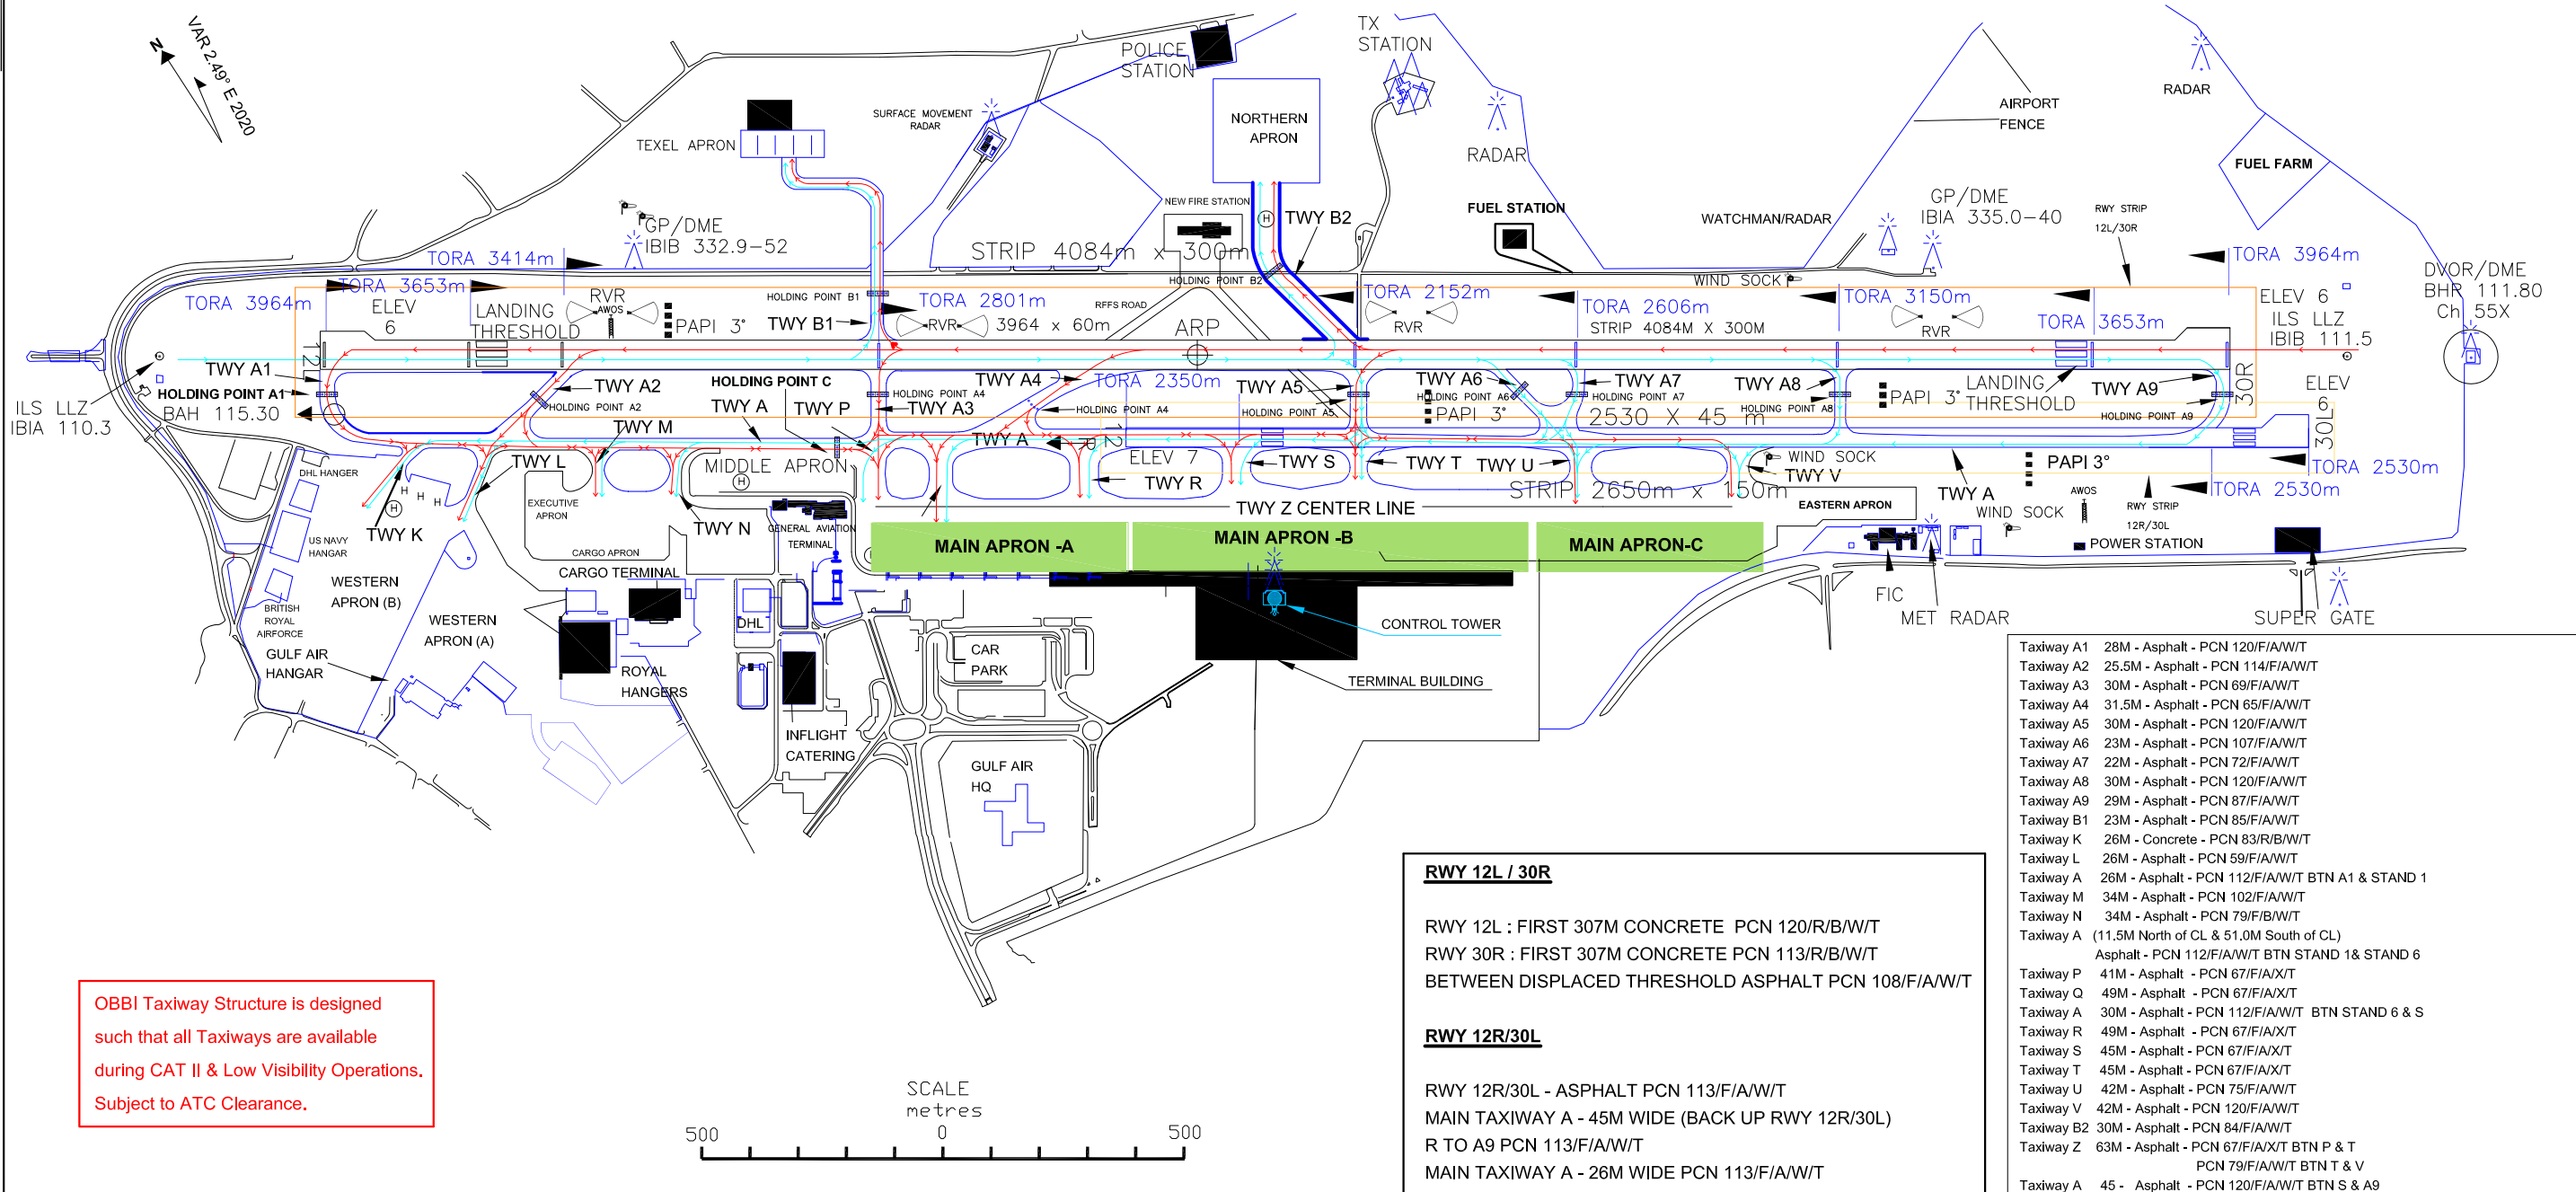 VAR 2.49° E 2020
N
POLICE
STATION
TX
STATION
RADAR
AIRPORT
FENCE
SURFACE MOVEMENT
RADAR
NORTHERN
APRON
TEXEL APRON
RADAR
FUEL FARM
NEW FIRE STATION
H
TWY B2
FUEL STATION
WATCHMAN/RADAR
GP/DME
IBIA 335.0-40
RWY STRIP
12L/30R
GP/DME
IBIB 332.9-52
STRIP 4084m x 300m
TORA 3414m
TORA 3964m
DVOR/DME
BHR 111.80
Ch 55X
TORA 3964m
TORA 3653m
ELEV
6
LANDING
THRESHOLD
RVR
AWOS
PAPI 3°
HOLDING POINT B1
TWY B1
TORA 2801m
RVR
3964 x 60m
RFFS ROAD
HOLDING POINT B2
ARP
TORA 2152m
RVR
TORA 2606m
STRIP 4084M X 300M
WIND SOCK
TORA 3150m
RVR
TORA 3653m
ELEV 6
ILS LLZ
IBIB 111.5
12L
TWY A1
HOLDING POINT A1
BAH 115.30
ILS LLZ
IBIA 110.3
TWY A2
HOLDING POINT A2
HOLDING POINT C
TWY A
TWY P
HOLDING POINT A4
TWY A3
TWY A4
TORA 2350m
HOLDING POINT A4
TWY A5
HOLDING POINT A5
TWY A6
HOLDING POINT A6
PAPI 3°
TWY A7
HOLDING POINT A7
2530 X 45 m
TWY A8
HOLDING POINT A8
PAPI 3°
LANDING
THRESHOLD
TWY A9
HOLDING POINT A9
30R
ELEV
6
30L
TWY M
TWY A
12R
ELEV 7
TWY L
MIDDLE APRON
H
TWY R
TWY S
TWY T
TWY U
WIND SOCK
TWY V
PAPI 3°
TORA 2530m
TORA 2530m
STRIP 2650m x 150m
TWY A
AWOS
WIND SOCK
RWY STRIP
12R/30L
DHL HANGER
H
H
H
H
TWY K
EXECUTIVE
APRON
TWY N
GENERAL AVIATION
TERMINAL
TWY Z CENTER LINE
EASTERN APRON
US NAVY
HANGAR
CARGO APRON
CARGO TERMINAL
MAIN APRON -A
MAIN APRON -B
MAIN APRON-C
POWER STATION
WESTERN
APRON (B)
BRITISH
ROYAL
AIRFORCE
WESTERN
APRON (A)
GULF AIR
HANGAR
DHL
ROYAL
HANGERS
CAR
PARK
CONTROL TOWER
TERMINAL BUILDING
FIC
MET RADAR
SUPER GATE
INFLIGHT
CATERING
GULF AIR
HQ
Taxiway A1 28M - Asphalt - PCN 120/F/A/W/T
Taxiway A2 25.5M - Asphalt - PCN 114/F/A/W/T
Taxiway A3 30M - Asphalt - PCN 69/F/A/W/T
Taxiway A4 31.5M - Asphalt - PCN 65/F/A/W/T
Taxiway A5 30M - Asphalt - PCN 120/F/A/W/T
Taxiway A6 23M - Asphalt - PCN 107/F/A/W/T
Taxiway A7 22M - Asphalt - PCN 72/F/A/W/T
Taxiway A8 30M - Asphalt - PCN 120/F/A/W/T
Taxiway A9 29M - Asphalt - PCN 87/F/A/W/T
Taxiway B1 23M - Asphalt - PCN 85/F/A/W/T
Taxiway K 26M - Concrete - PCN 83/R/B/W/T
Taxiway L 26M - Asphalt - PCN 59/F/A/W/T
Taxiway A 26M - Asphalt - PCN 112/F/A/W/T BTN A1 & STAND 1
Taxiway M 34M - Asphalt - PCN 102/F/A/W/T
Taxiway N 34M - Asphalt - PCN 79/F/B/W/T
Taxiway A (11.5M North of CL & 51.0M South of CL)
Asphalt - PCN 112/F/A/W/T BTN STAND 1& STAND 6
Taxiway P 41M - Asphalt - PCN 67/F/A/X/T
Taxiway Q 49M - Asphalt - PCN 67/F/A/X/T
Taxiway A 30M - Asphalt - PCN 112/F/A/W/T BTN STAND 6 & S
Taxiway R 49M - Asphalt - PCN 67/F/A/X/T
Taxiway S 45M - Asphalt - PCN 67/F/A/X/T
Taxiway T 45M - Asphalt - PCN 67/F/A/X/T
Taxiway U 42M - Asphalt - PCN 75/F/A/W/T
Taxiway V 42M - Asphalt - PCN 120/F/A/W/T
Taxiway B2 30M - Asphalt - PCN 84/F/A/W/T
Taxiway Z 63M - Asphalt - PCN 67/F/A/X/T BTN P & T
PCN 79/F/A/W/T BTN T & V
Taxiway A 45 - Asphalt - PCN 120/F/A/W/T BTN S & A9
RWY 12L / 30R
RWY 12L : FIRST 307M CONCRETE PCN 120/R/B/W/T
RWY 30R : FIRST 307M CONCRETE PCN 113/R/B/W/T
BETWEEN DISPLACED THRESHOLD ASPHALT PCN 108/F/A/W/T
RWY 12R/30L
RWY 12R/30L - ASPHALT PCN 113/F/A/W/T
MAIN TAXIWAY A - 45M WIDE (BACK UP RWY 12R/30L)
R TO A9 PCN 113/F/A/W/T
MAIN TAXIWAY A - 26M WIDE PCN 113/F/A/W/T
OBBI Taxiway Structure is designed
such that all Taxiways are available
during CAT II & Low Visibility Operations.
Subject to ATC Clearance.
SCALE
metres
500 0 500